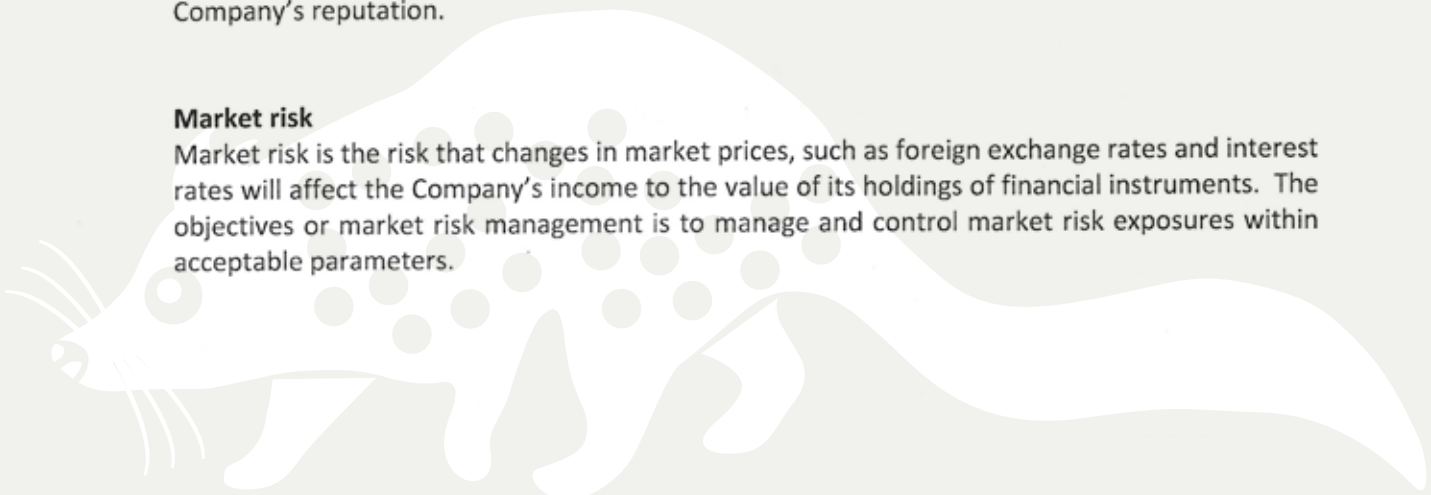 Company's reputation.
Market risk
Market risk is the risk that changes in market prices, such as foreign exchange rates and interest
rates will affect the Company's income to the value of its holdings of financial instruments. The
objectives or market risk management is to manage and control market risk exposures within
acceptable parameters.